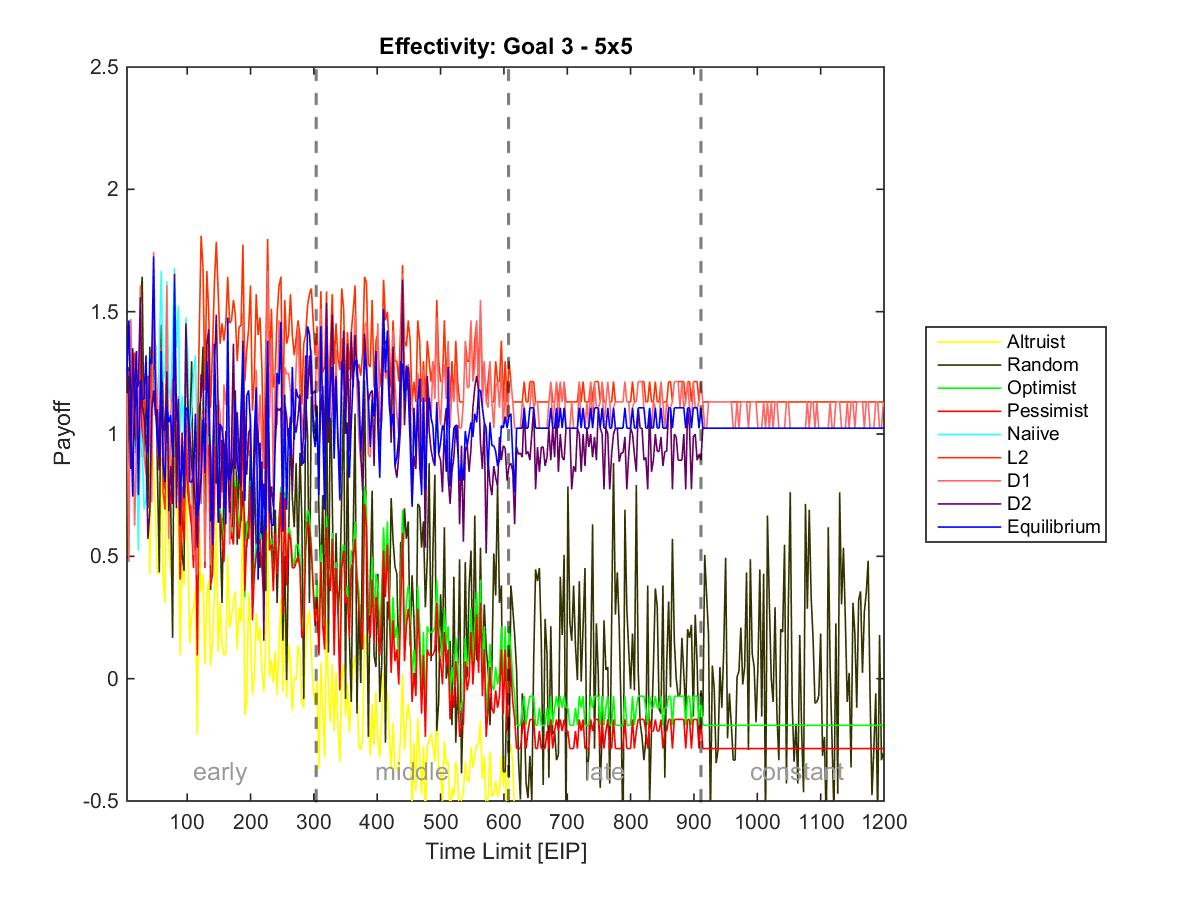 Effectivity: Goal 3 - 5x5
2.5
2
1.5
1
0.5
0
-0.5
Payoff
early
middle
late
constant
100 200 300 400 500 600 700 800 900 1000 1100 1200
Time Limit [EIP]
Altruist
Random
Optimist
Pessimist
Naiive
L2
D1
D2
Equilibrium